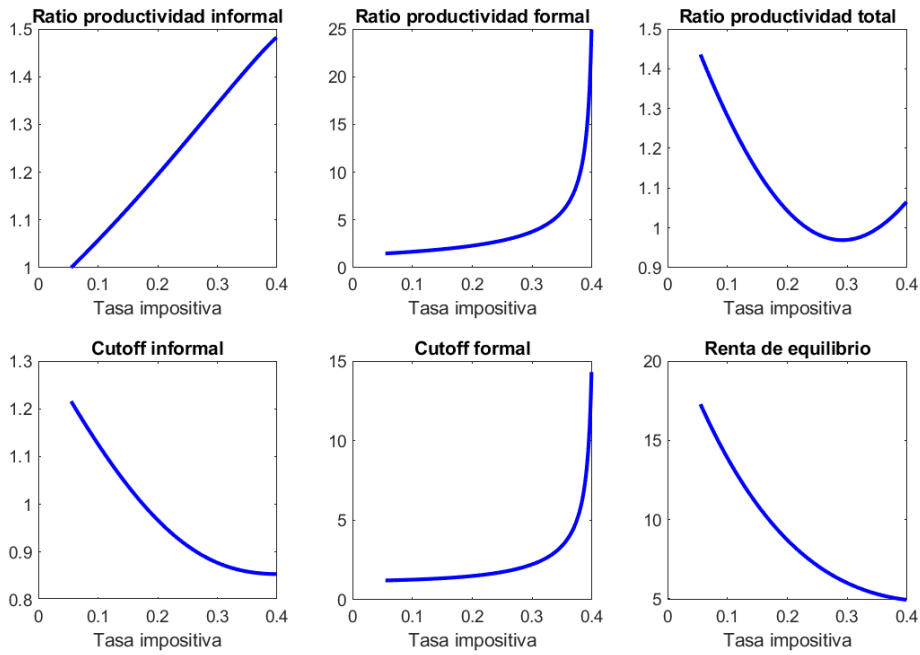 Ratio productividad informal
1.5
1.4
1.3
1.2
1.1
1
0 0.1 0.2 0.3 0.4
Tasa impositiva
Ratio productividad formal
25
20
15
10
5
0
0 0.1 0.2 0.3 0.4
Tasa impositiva
Ratio productividad total
1.5
1.4
1.3
1.2
1.1
1
0.9
0 0.1 0.2 0.3 0.4
Tasa impositiva
Cutoff informal
1.3
1.2
1.1
1
0.9
0.8
0 0.1 0.2 0.3 0.4
Tasa impositiva
Cutoff formal
15
10
5
0
0 0.1 0.2 0.3 0.4
Tasa impositiva
Renta de equilibrio
20
15
10
5
0 0.1 0.2 0.3 0.4
Tasa impositiva